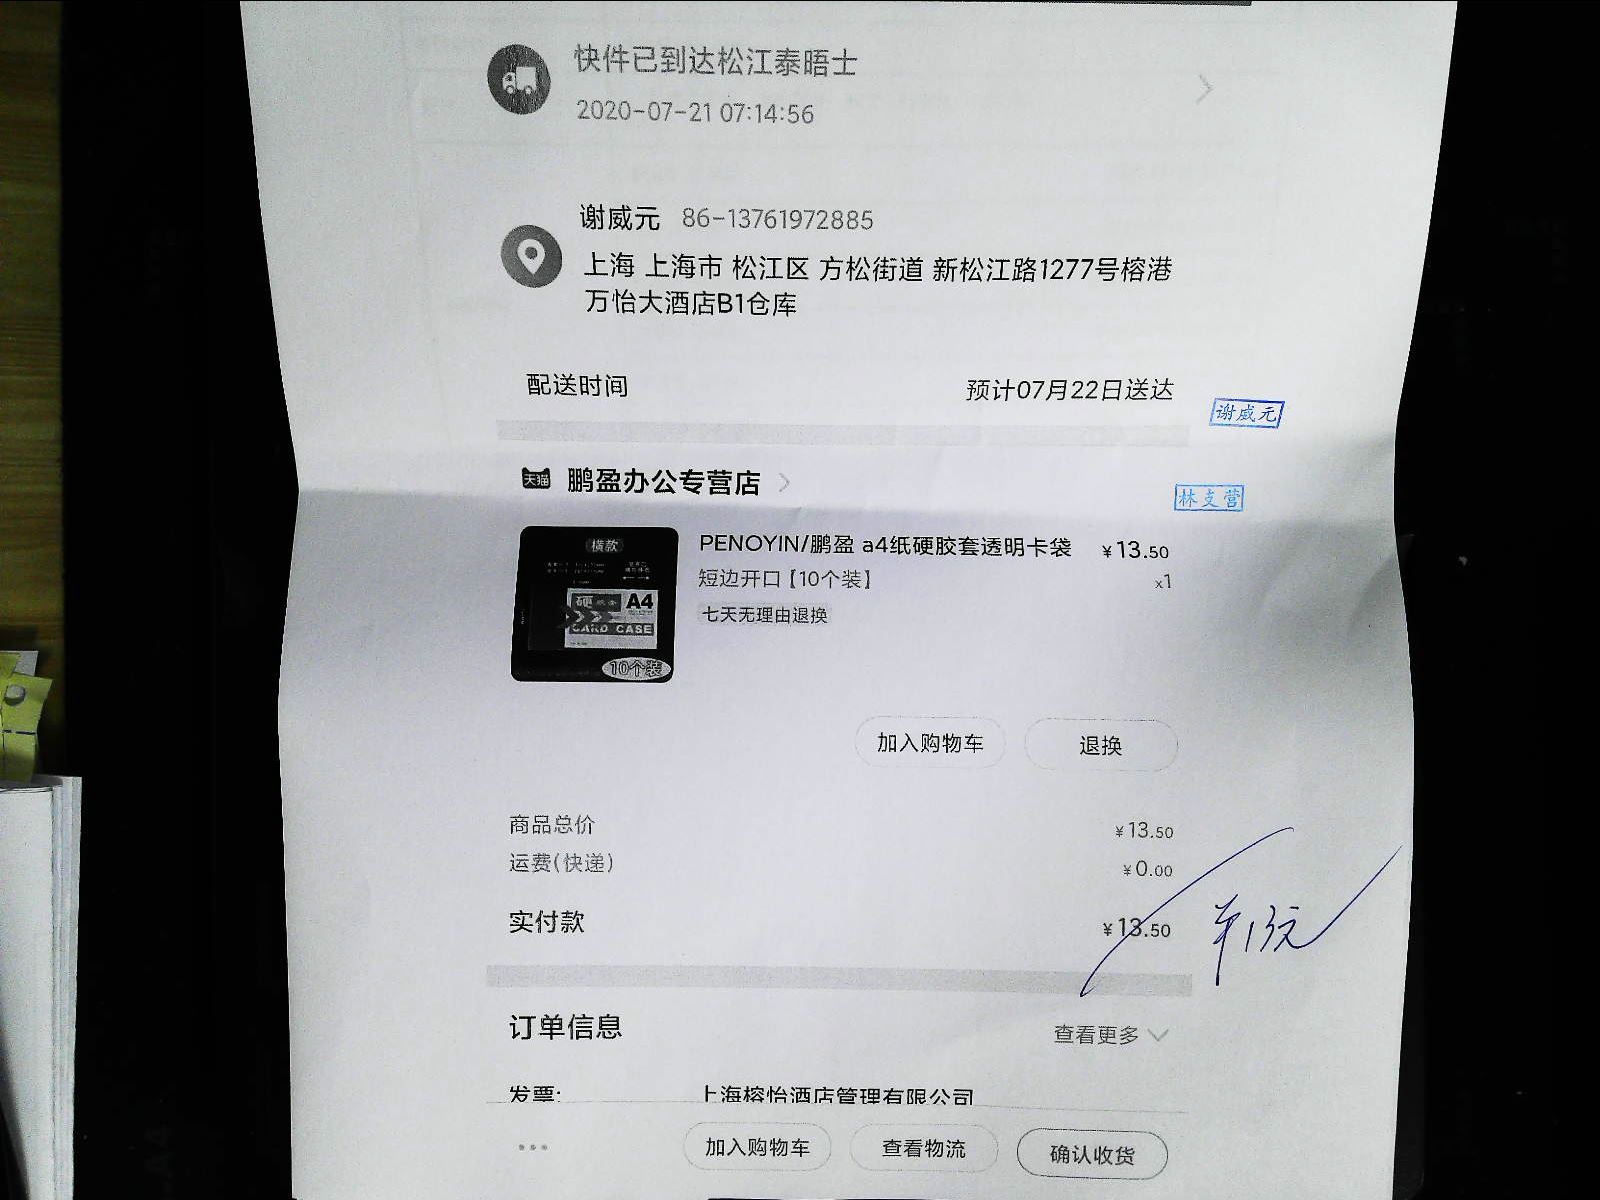 快件已到达松江泰晤士
2020-07-21 07:14:56
谢威元 86-13761972885
上海 上海市 松江区 方松街道 新松江路1277号榕港
万怡大酒店B1仓库
配送时间 预计07月22日送达
谢威元
天猫 鹏盈办公专营店
林支营
横款
PENOYIN/鹏盈 a4纸硬胶套透明卡袋 ¥13.50
短边开口【10个装】 x1
七天无理由退换
硬胶套 A4
CARD CASE
10个装
加入购物车 退换
商品总价 ¥13.50
运费(快递) ¥0.00
实付款 ¥13.50
13元
订单信息 查看更多
发票: 上海榕怡酒店管理有限公司
加入购物车 查看物流 确认收货